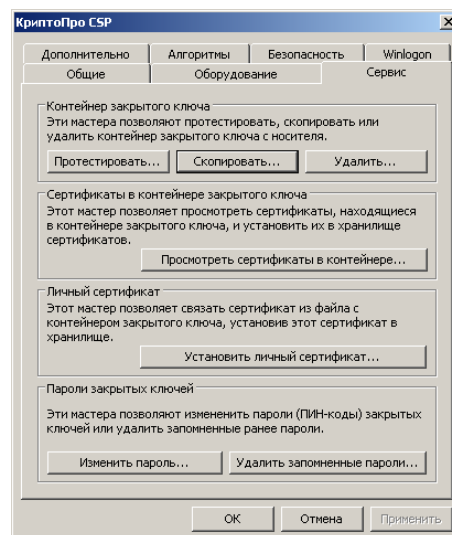 КриптоПро CSP
Дополнительно Алгоритмы Безопасность Winlogon
Общие Оборудование Сервис
Контейнер закрытого ключа
Эти мастера позволяют протестировать, скопировать или
удалить контейнер закрытого ключа с носителя.
Протестировать... Скопировать... Удалить...
Сертификаты в контейнере закрытого ключа
Этот мастер позволяет просмотреть сертификаты, находящиеся
в контейнере закрытого ключа, и установить их в хранилище
сертификатов.
Просмотреть сертификаты в контейнере...
Личный сертификат
Этот мастер позволяет связать сертификат из файла с
контейнером закрытого ключа, установив этот сертификат в
хранилище.
Установить личный сертификат...
Пароли закрытых ключей
Эти мастера позволяют измененить пароли (ПИН-коды) закрытых
ключей или удалить запомненные ранее пароли.
Изменить пароль... Удалить запомненные пароли...
ОК Отмена Применить